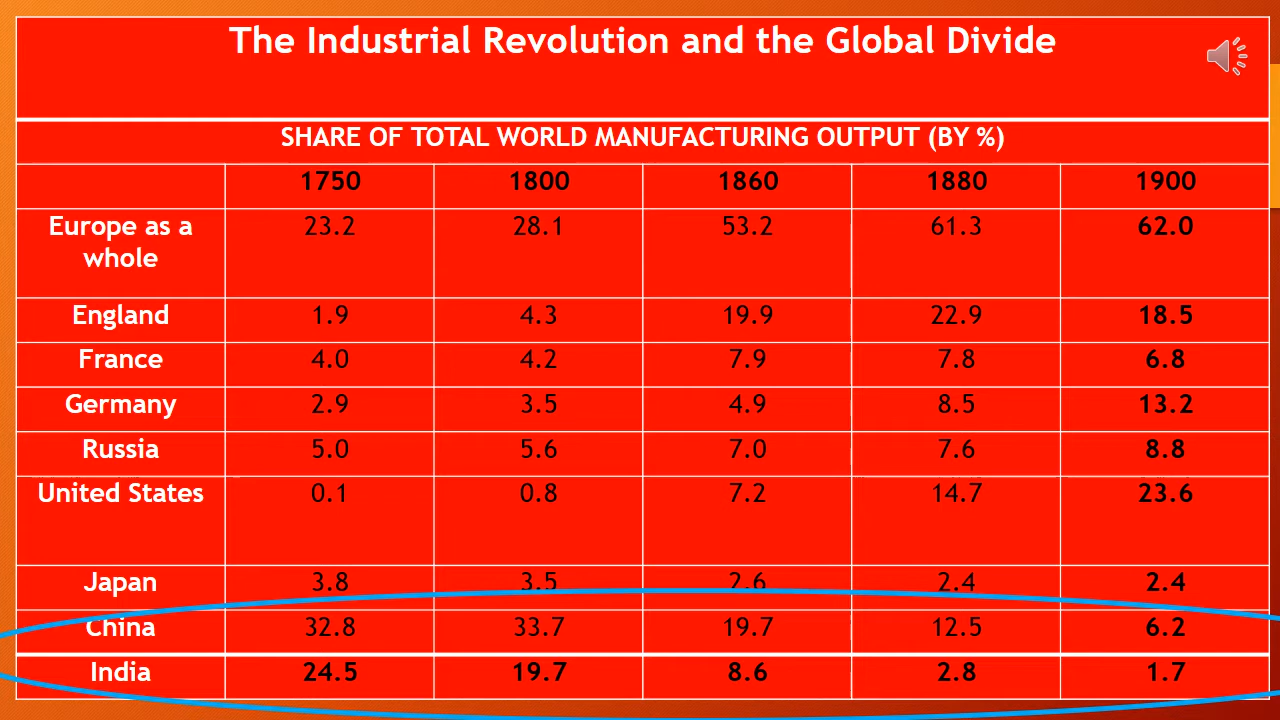 The Industrial Revolution and the Global Divide
SHARE OF TOTAL WORLD MANUFACTURING OUTPUT (BY %)
1750 1800 1860 1880 1900
Europe as a whole 23.2 28.1 53.2 61.3 62.0
England 1.9 4.3 19.9 22.9 18.5
France 4.0 4.2 7.9 7.8 6.8
Germany 2.9 3.5 4.9 8.5 13.2
Russia 5.0 5.6 7.0 7.6 8.8
United States 0.1 0.8 7.2 14.7 23.6
Japan 3.8 3.5 2.6 2.4 2.4
China 32.8 33.7 19.7 12.5 6.2
India 24.5 19.7 8.6 2.8 1.7